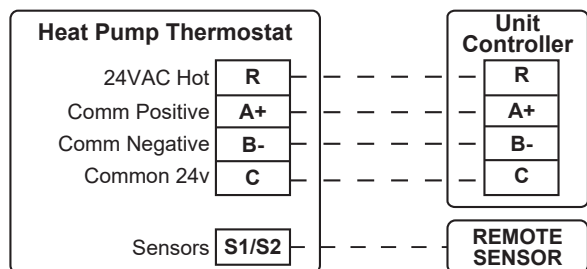 Heat Pump Thermostat
24VAC Hot R
Comm Positive A+
Comm Negative B-
Common 24v C
Sensors S1/S2
Unit
Controller
R
A+
B-
C
REMOTE
SENSOR